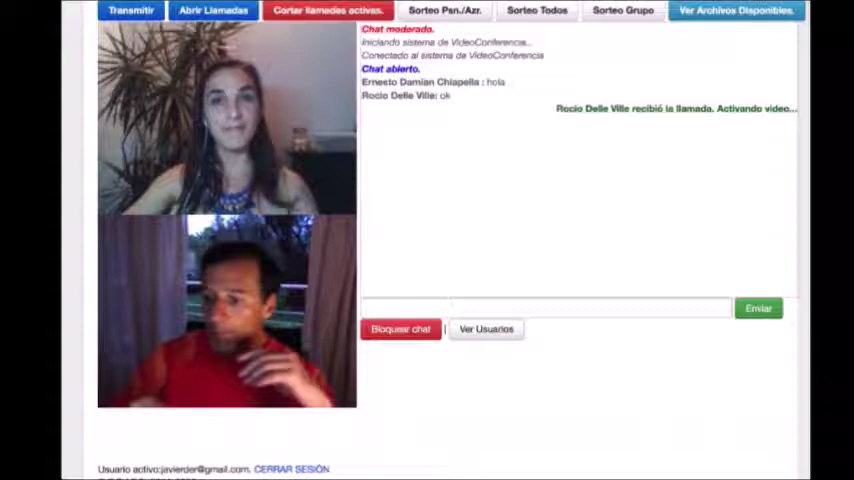 Transmitir Abrir Llamadas Cortar llamadas activas. Sorteo Psn./Azr. Sorteo Todos Sorteo Grupo Ver Archivos Disponibles.
Chat moderado.
Iniciando sistema de VideoConferencia...
Conectado al sistema de VideoConferencia
Chat abierto.
Ernesto Damian Chiapella : hola
Rocio Delle Ville: ok
Rocio Delle Ville recibió la llamada. Activando video...
Enviar
Bloquear chat | Ver Usuarios
Usuario activo:javierder@gmail.com. CERRAR SESIÓN